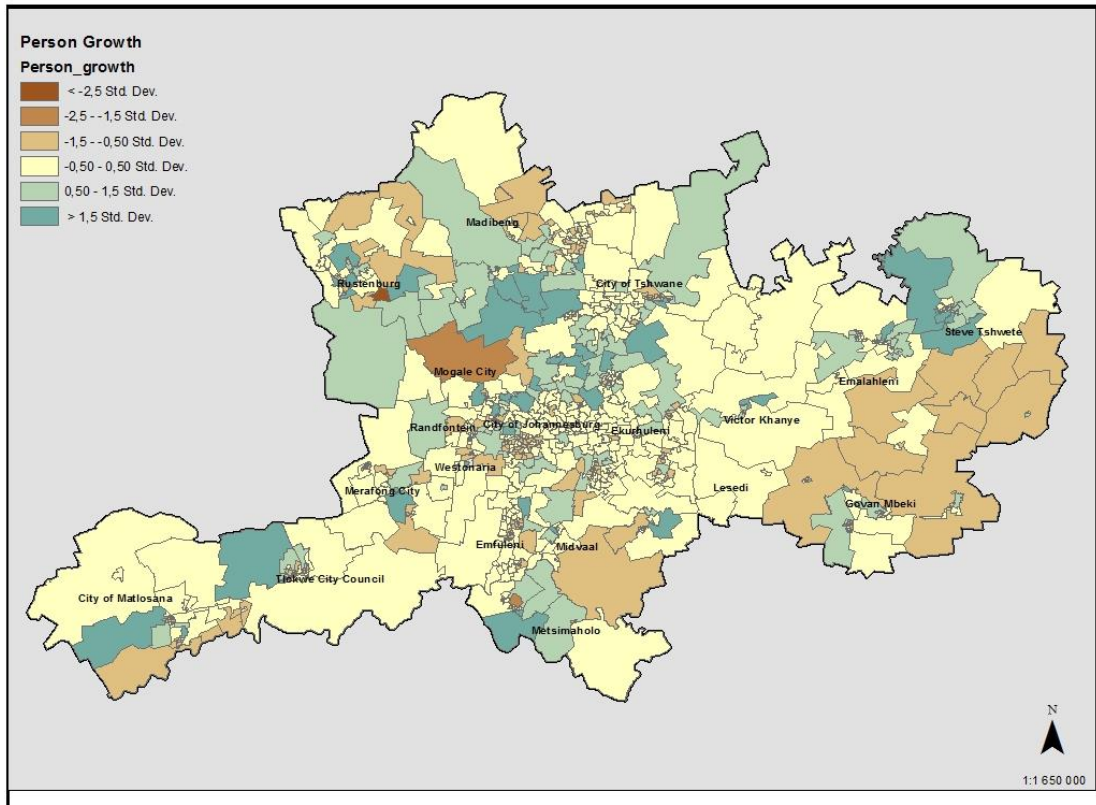 Person Growth
Person_growth
< -2,5 Std. Dev.
-2,5 - -1,5 Std. Dev.
-1,5 - -0,50 Std. Dev.
-0,50 - 0,50 Std. Dev.
0,50 - 1,5 Std. Dev.
> 1,5 Std. Dev.
Madibeng
Rustenburg
City of Tshwane
Steve Tshwete
Mogale City
Emalahleni
Victor Khanye
Randfontein
City of Johannesburg
Ekurhuleni
Westonaria
Merafong City
Lesedi
Govan Mbeki
Emfuleni
Midvaal
Tlokwe City Council
City of Matlosana
Metsimaholo
N
1:1 650 000